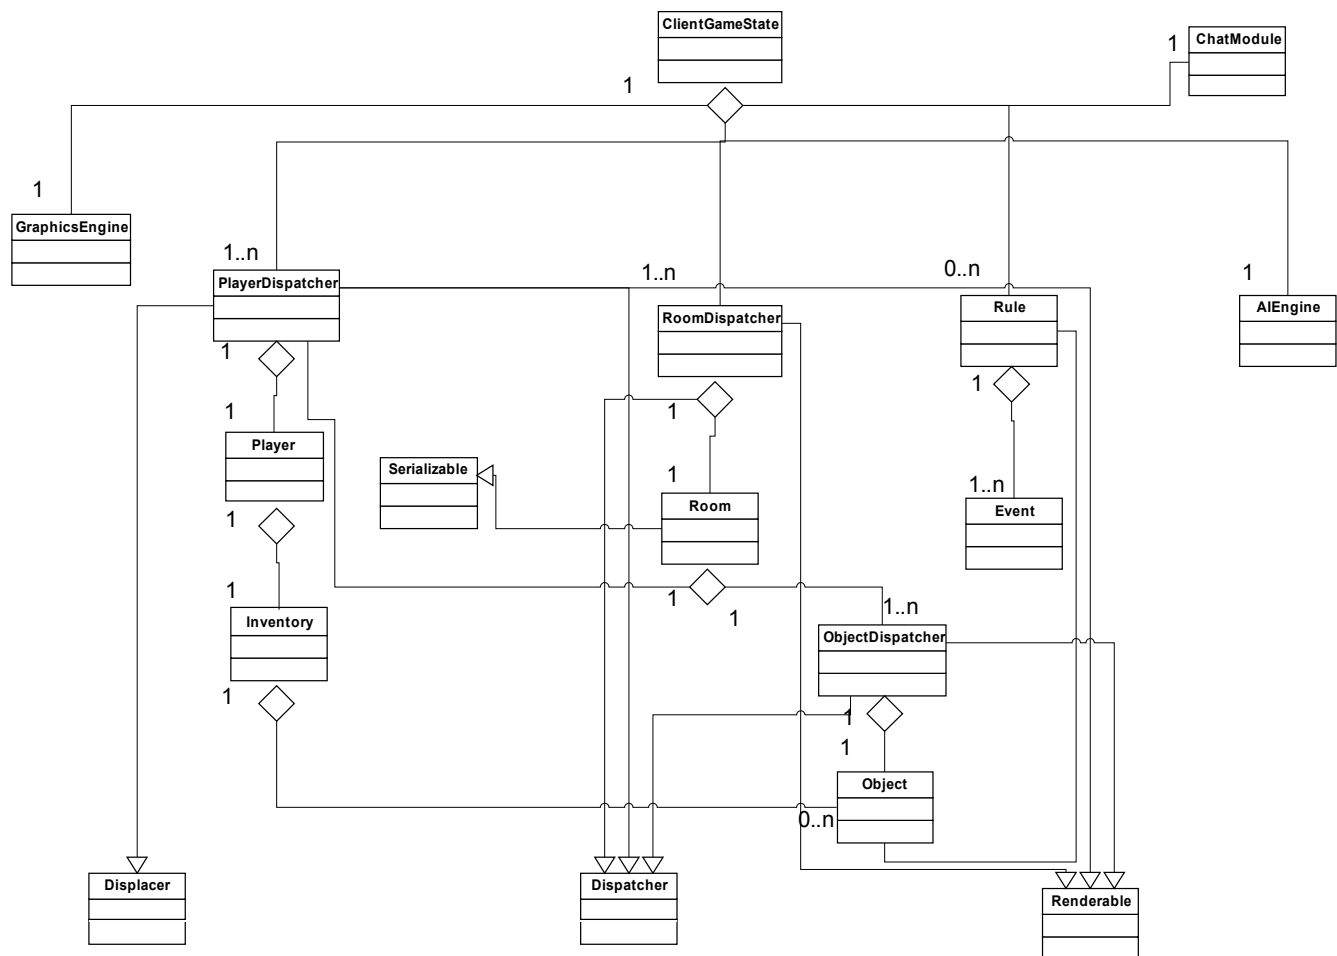 ClientGameState
ChatModule
1
1
1
GraphicsEngine
1..n
PlayerDispatcher
1..n
RoomDispatcher
0..n
Rule
1
AIEngine
1
1
1
1
Player
Serializable
1
Room
1..n
Event
1
1
1
1
1..n
Inventory
ObjectDispatcher
1
1
1
Object
0..n
Displacer
Dispatcher
Renderable